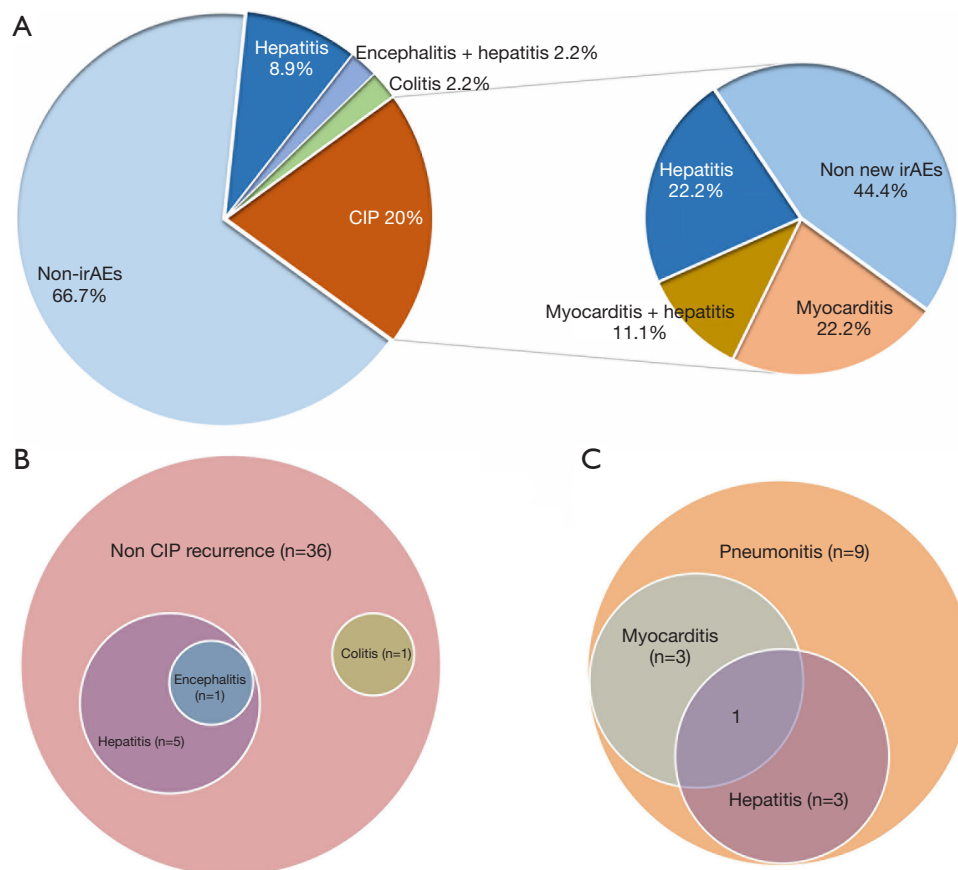 A
Hepatitis
8.9%
Encephalitis + hepatitis 2.2%
Colitis 2.2%
CIP 20%
Non-irAEs
66.7%
Hepatitis
22.2%
Non new irAEs
44.4%
Myocarditis + hepatitis
11.1%
Myocarditis
22.2%
B
Non CIP recurrence (n=36)
Encephalitis
(n=1)
Hepatitis (n=5)
Colitis (n=1)
C
Pneumonitis (n=9)
Myocarditis
(n=3)
1
Hepatitis (n=3)